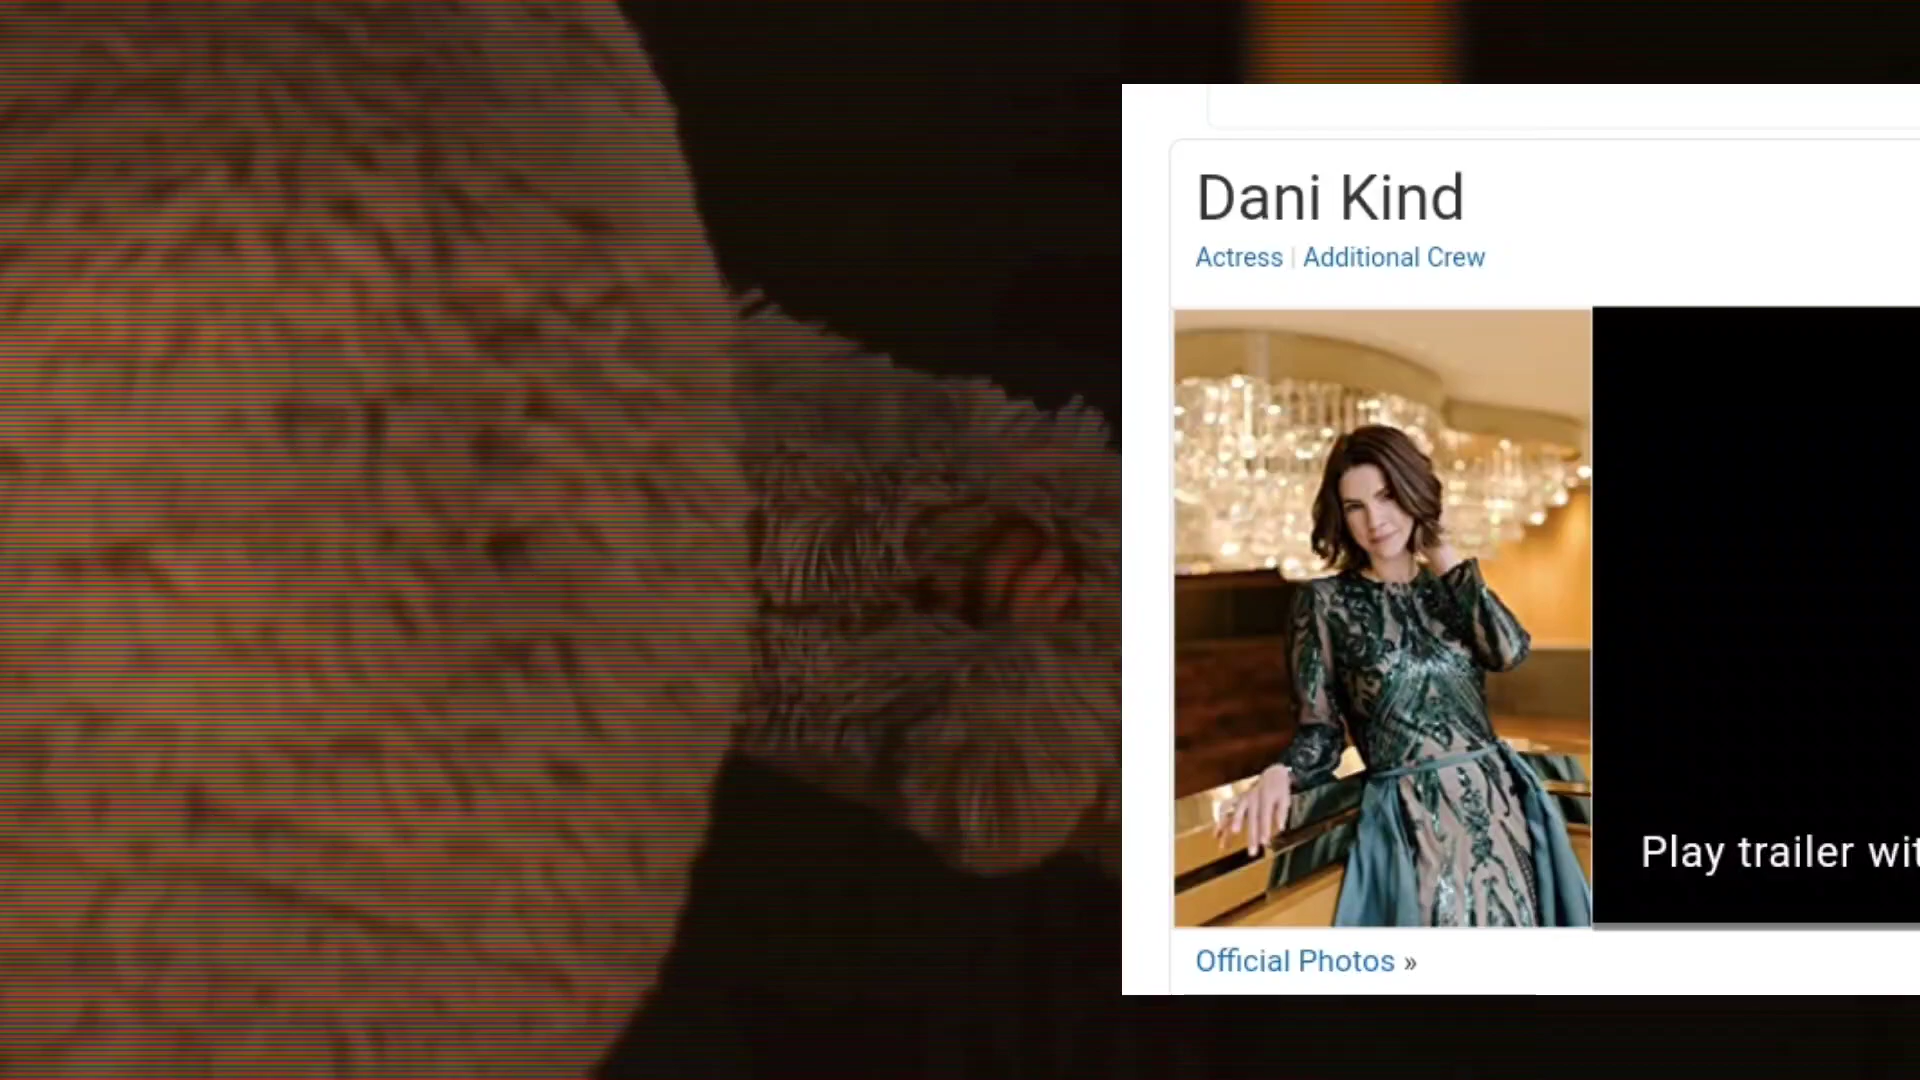 Dani Kind
Actress | Additional Crew
Play trailer wit
Official Photos »